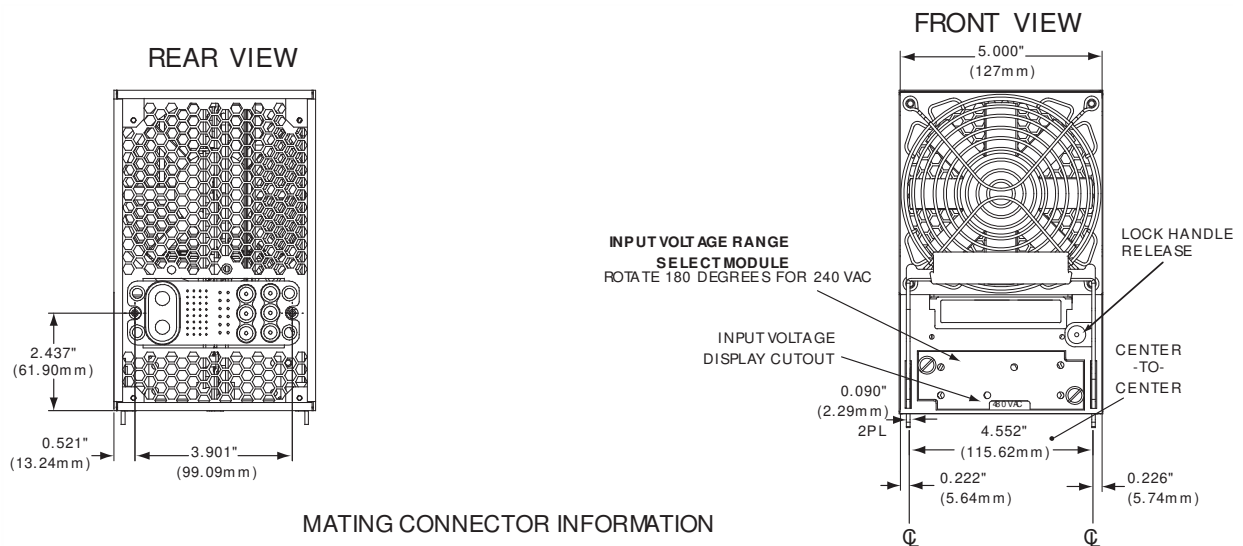 REAR VIEW
2.437"
(61.90mm)
0.521"
(13.24mm)
3.901"
(99.09mm)
FRONT VIEW
5.000"
(127mm)
INPUT VOLTAGE RANGE
SELECT MODULE
ROTATE 180 DEGREES FOR 240 VAC
LOCK HANDLE
RELEASE
INPUT VOLTAGE
DISPLAY CUTOUT
CENTER
-TO-
CENTER
480 VAC
0.090"
(2.29mm)
2PL
4.552"
(115.62mm)
0.222"
(5.64mm)
0.226"
(5.74mm)
℄
℄
MATING CONNECTOR INFORMATION